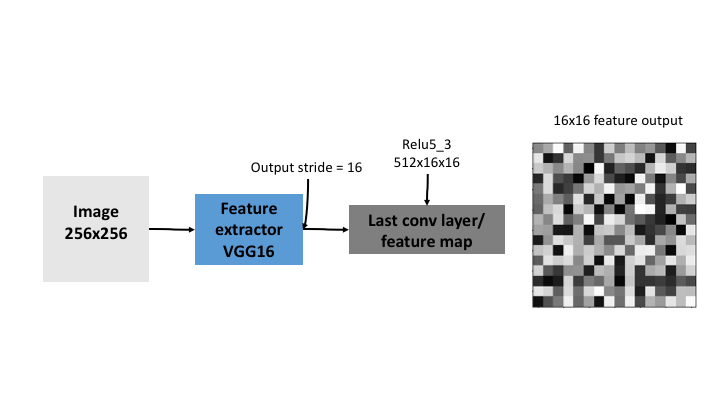 16x16 feature output
Relu5_3
512x16x16
Output stride = 16
Image
256x256
Feature
extractor
VGG16
Last conv layer/
feature map